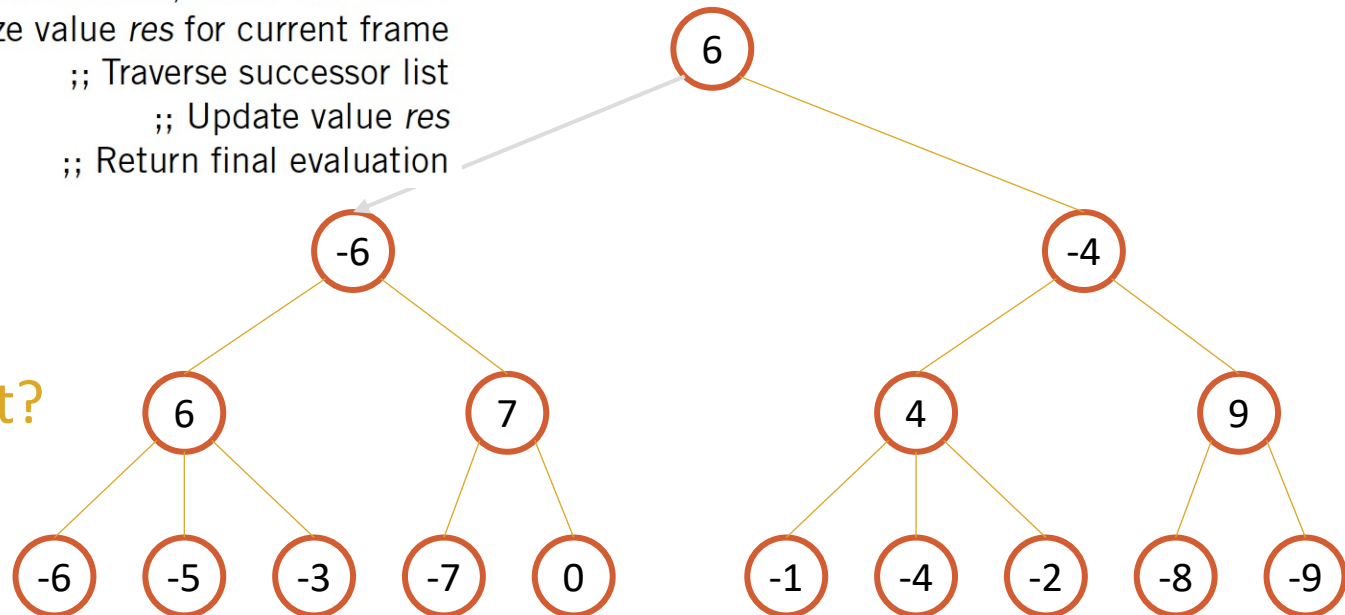 value res for current frame
;; Traverse successor list
;; Update value res
;; Return final evaluation
6
-6 -4
6 7 4 9
-6 -5 -3 -7 0 -1 -4 -2 -8 -9